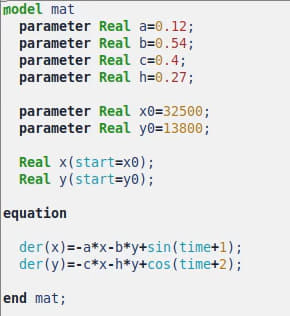 model mat
parameter Real a=0.12;
parameter Real b=0.54;
parameter Real c=0.4;
parameter Real h=0.27;
parameter Real x0=32500;
parameter Real y0=13800;
Real x(start=x0);
Real y(start=y0);
equation
der(x)=-a*x-b*y+sin(time+1);
der(y)=-c*x-h*y+cos(time+2);
end mat;